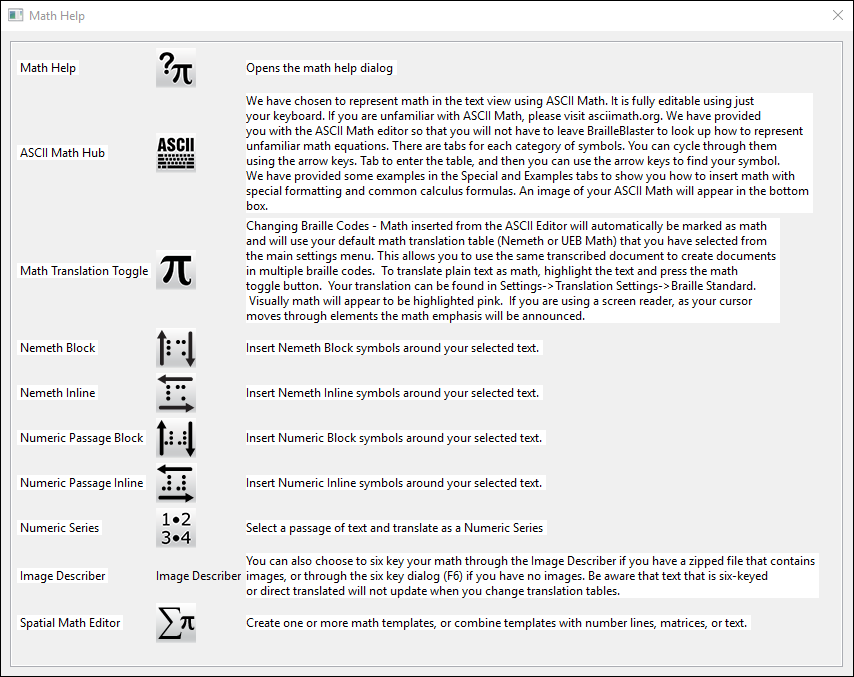 Math Help
Math Help ?π Opens the math help dialog
We have chosen to represent math in the text view using ASCII Math. It is fully editable using just
your keyboard. If you are unfamiliar with ASCII Math, please visit asciimath.org. We have provided
you with the ASCII Math editor so that you will not have to leave BrailleBlaster to look up how to represent
unfamiliar math equations. There are tabs for each category of symbols. You can cycle through them
ASCII Math Hub ASCII using the arrow keys. Tab to enter the table, and then you can use the arrow keys to find your symbol.
We have provided some examples in the Special and Examples tabs to show you how to insert math with
special formatting and common calculus formulas. An image of your ASCII Math will appear in the bottom
box.
Changing Braille Codes - Math inserted from the ASCII Editor will automatically be marked as math
and will use your default math translation table (Nemeth or UEB Math) that you have selected from
the main settings menu. This allows you to use the same transcribed document to create documents
Math Translation Toggle π in multiple braille codes.  To translate plain text as math, highlight the text and press the math
toggle button.  Your translation can be found in Settings->Translation Settings->Braille Standard.
Visually math will appear to be highlighted pink.  If you are using a screen reader, as your cursor
moves through elements the math emphasis will be announced.
Nemeth Block Insert Nemeth Block symbols around your selected text.
Nemeth Inline Insert Nemeth Inline symbols around your selected text.
Numeric Passage Block Insert Numeric Block symbols around your selected text.
Numeric Passage Inline Insert Numeric Inline symbols around your selected text.
Numeric Series 1•2 3•4 Select a passage of text and translate as a Numeric Series
You can also choose to six key your math through the Image Describer if you have a zipped file that contains
Image Describer Image Describer images, or through the six key dialog (F6) if you have no images. Be aware that text that is six-keyed
or direct translated will not update when you change translation tables.
Spatial Math Editor ∑π Create one or more math templates, or combine templates with number lines, matrices, or text.